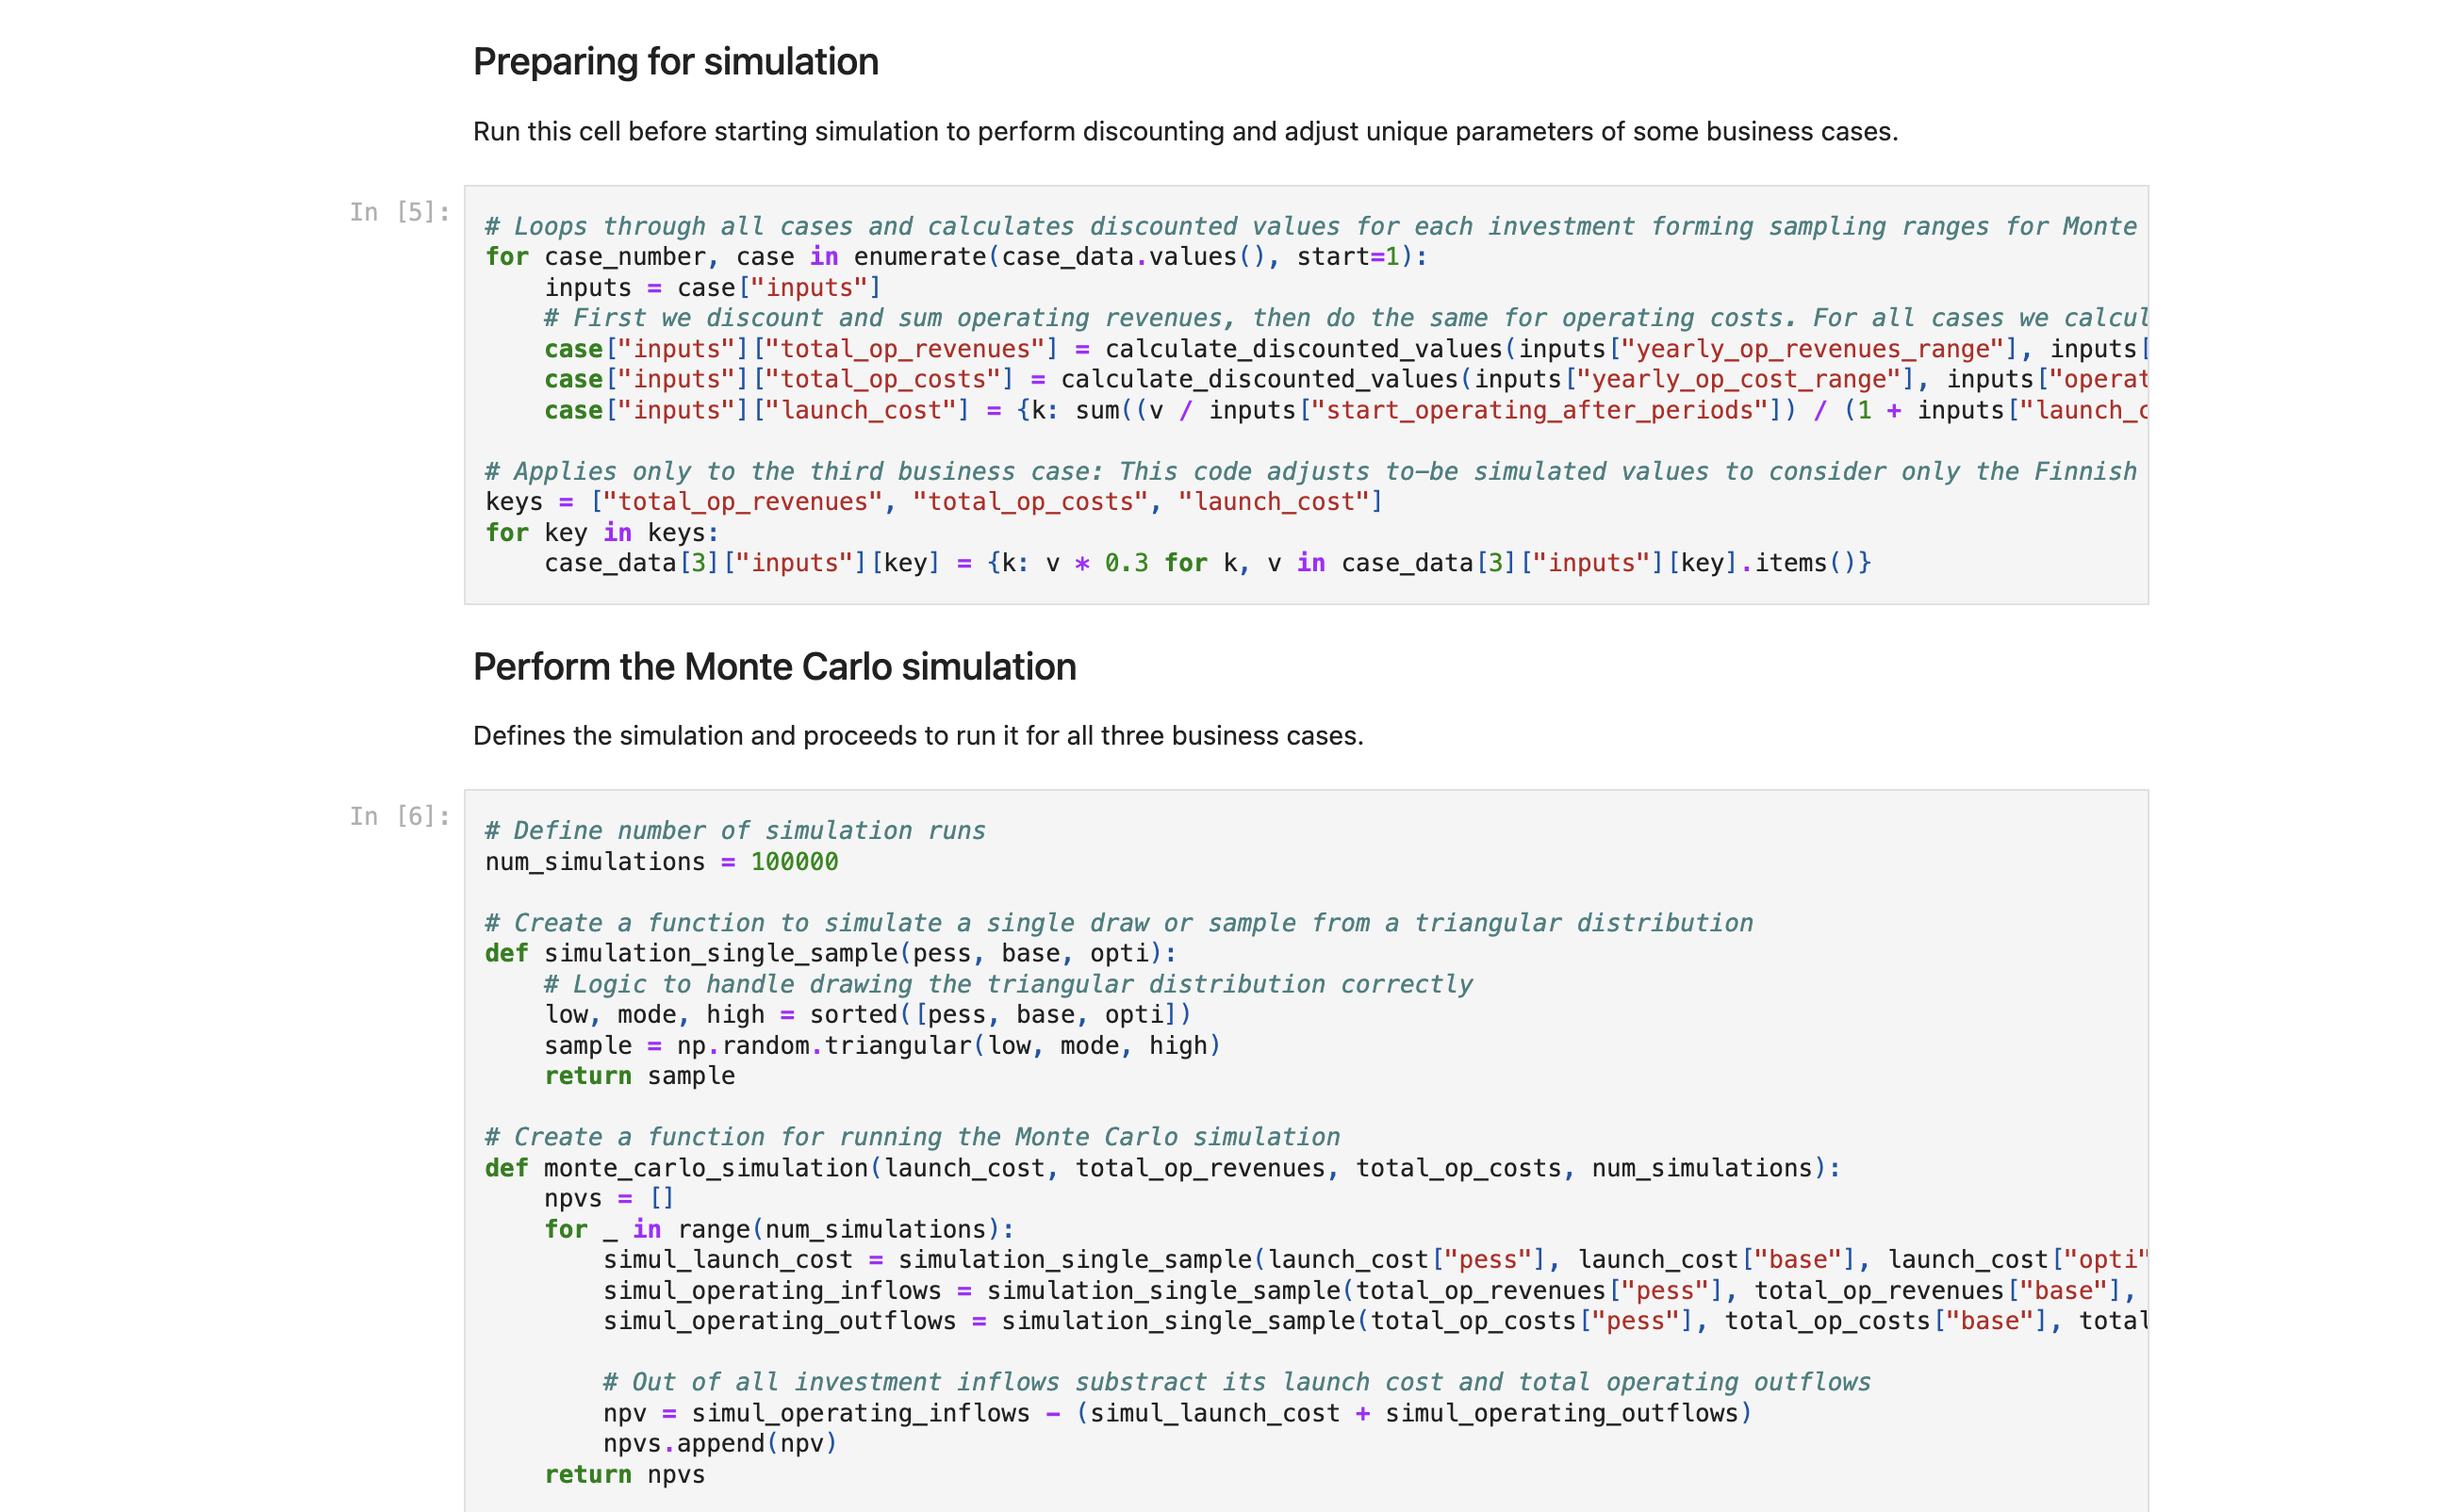 Preparing for simulation
Run this cell before starting simulation to perform discounting and adjust unique parameters of some business cases.
In [5]:
# Loops through all cases and calculates discounted values for each investment forming sampling ranges for Monte
for case_number, case in enumerate(case_data.values(), start=1):
    inputs = case["inputs"]
    # First we discount and sum operating revenues, then do the same for operating costs. For all cases we calcul
    case["inputs"]["total_op_revenues"] = calculate_discounted_values(inputs["yearly_op_revenues_range"], inputs[
    case["inputs"]["total_op_costs"] = calculate_discounted_values(inputs["yearly_op_cost_range"], inputs["operat
    case["inputs"]["launch_cost"] = {k: sum((v / inputs["start_operating_after_periods"]) / (1 + inputs["launch_c
# Applies only to the third business case: This code adjusts to-be simulated values to consider only the Finnish
keys = ["total_op_revenues", "total_op_costs", "launch_cost"]
for key in keys:
    case_data[3]["inputs"][key] = {k: v * 0.3 for k, v in case_data[3]["inputs"][key].items()}
Perform the Monte Carlo simulation
Defines the simulation and proceeds to run it for all three business cases.
In [6]:
# Define number of simulation runs
num_simulations = 100000
# Create a function to simulate a single draw or sample from a triangular distribution
def simulation_single_sample(pess, base, opti):
    # Logic to handle drawing the triangular distribution correctly
    low, mode, high = sorted([pess, base, opti])
    sample = np.random.triangular(low, mode, high)
    return sample
# Create a function for running the Monte Carlo simulation
def monte_carlo_simulation(launch_cost, total_op_revenues, total_op_costs, num_simulations):
    npvs = []
    for _ in range(num_simulations):
        simul_launch_cost = simulation_single_sample(launch_cost["pess"], launch_cost["base"], launch_cost["opti"
        simul_operating_inflows = simulation_single_sample(total_op_revenues["pess"], total_op_revenues["base"],
        simul_operating_outflows = simulation_single_sample(total_op_costs["pess"], total_op_costs["base"], total
        # Out of all investment inflows substract its launch cost and total operating outflows
        npv = simul_operating_inflows - (simul_launch_cost + simul_operating_outflows)
        npvs.append(npv)
    return npvs